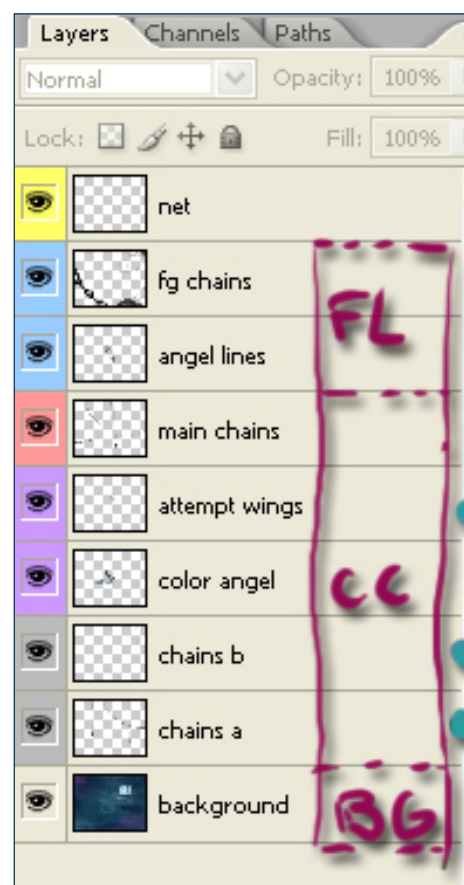 Layers Channels Paths
Normal Opacity: 100%
Lock: Fill: 100%
net
fg chains
FL
angel lines
main chains
attempt wings
color angel
CC
chains b
chains a
background
BG